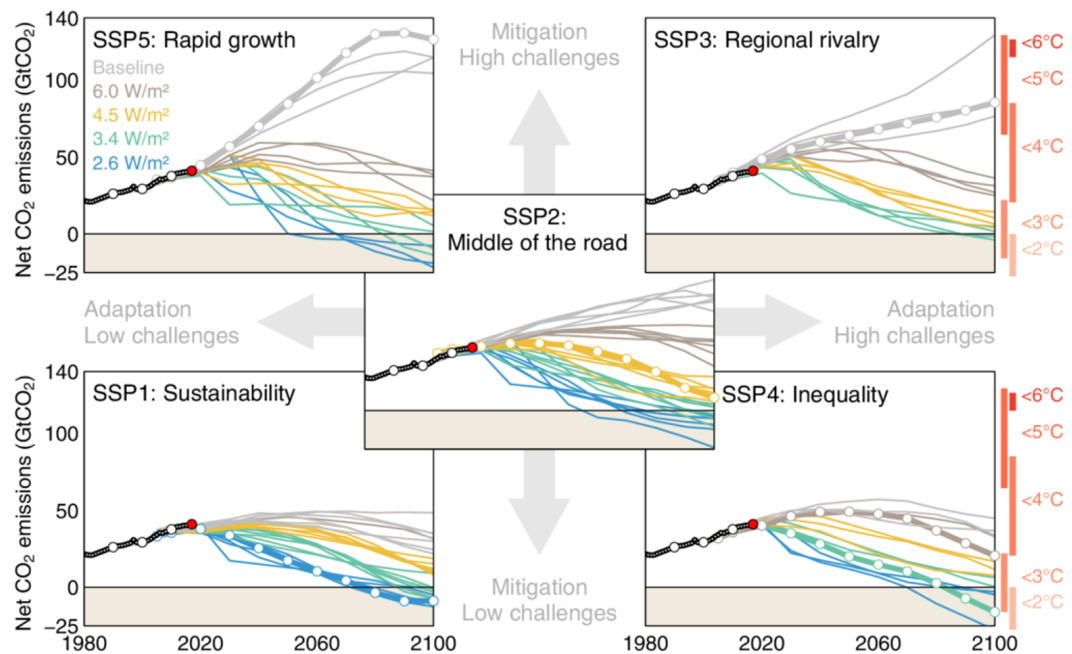 140
SSP5: Rapid growth
Baseline
6.0 W/m²
4.5 W/m²
3.4 W/m²
2.6 W/m²
100
50
0
−25
Net CO₂ emissions (GtCO₂)
Mitigation
High challenges
SSP3: Regional rivalry
<6°C
<5°C
<4°C
<3°C
<2°C
SSP2:
Middle of the road
Adaptation
Low challenges
Adaptation
High challenges
140
SSP1: Sustainability
100
50
0
−25
Net CO₂ emissions (GtCO₂)
1980
2020
2060
2100
Mitigation
Low challenges
SSP4: Inequality
<6°C
<5°C
<4°C
<3°C
<2°C
1980
2020
2060
2100